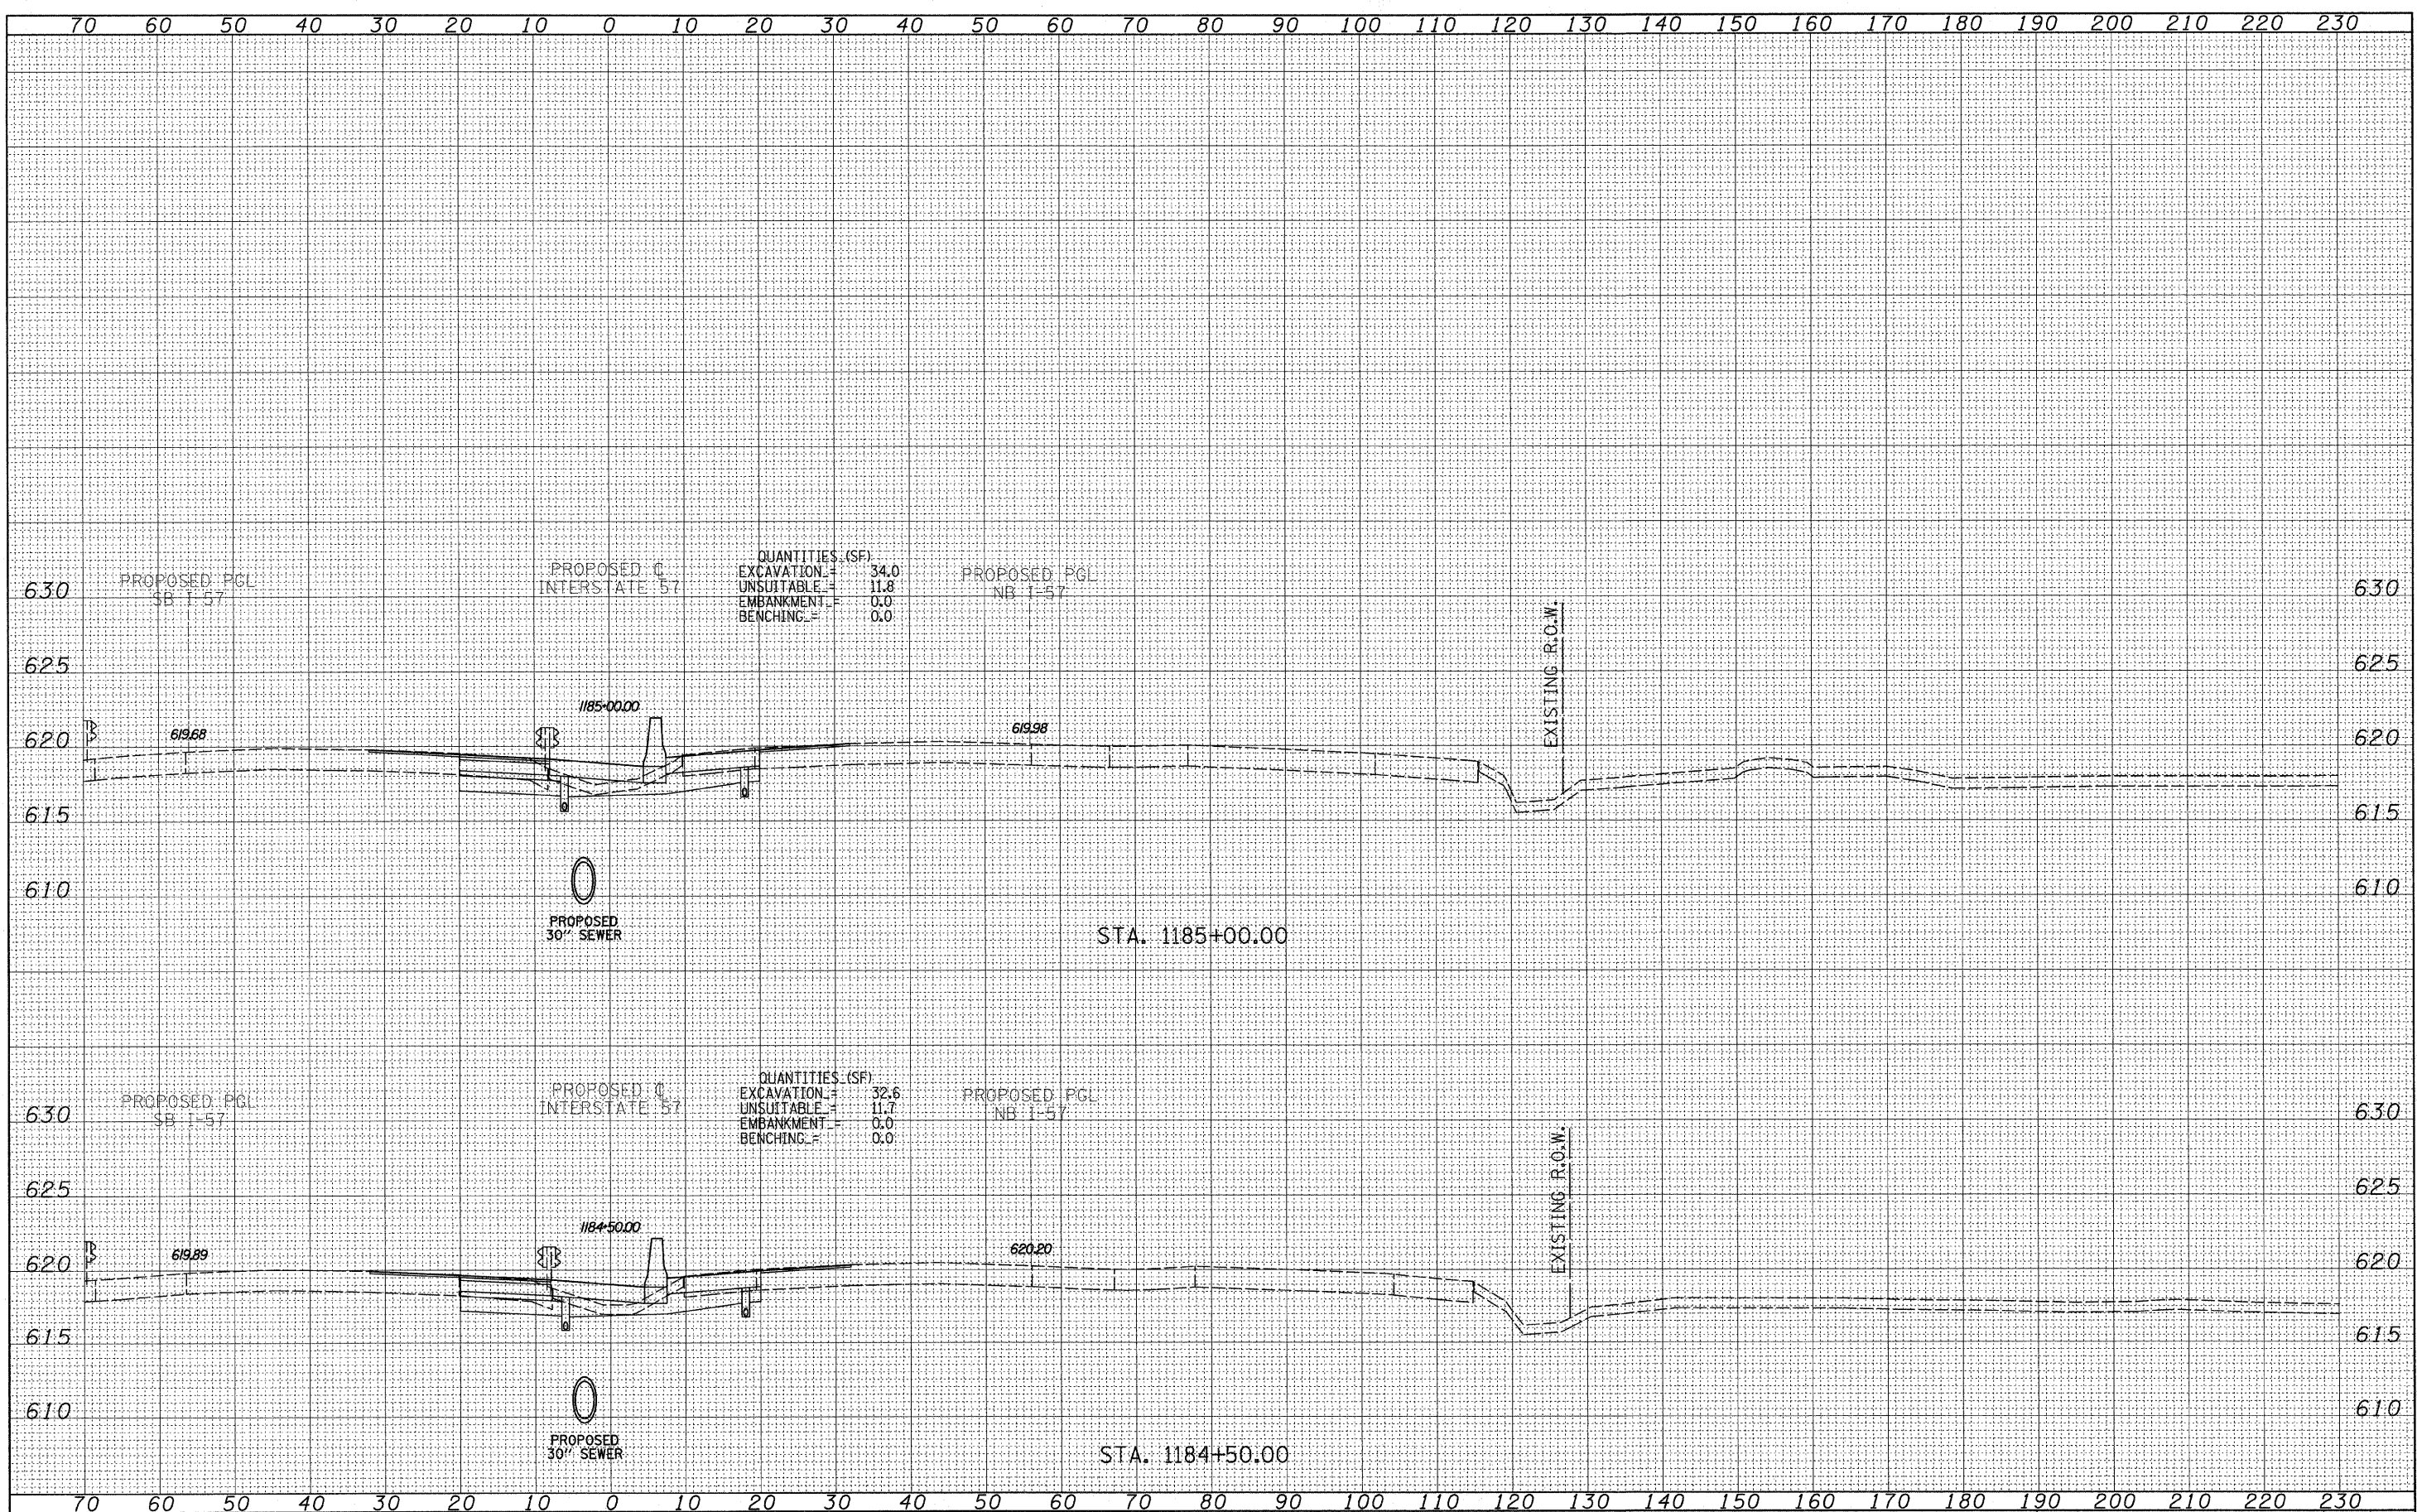 70 60 50 40 30 20 10 0 10 20 30 40 50 60 70 80 90 100 110 120 130 140 150 160 170 180 190 200 210 220 230
PROPOSED PGL
SB I-57
PROPOSED ℄
INTERSTATE 57
QUANTITIES (SF)
EXCAVATION = 34.0
UNSUITABLE = 11.8
EMBANKMENT = 0.0
BENCHING = 0.0
PROPOSED PGL
NB I-57
EXISTING R.O.W.
630 630
625 625
1185+00.00
619.68
619.98
620 620
615 615
610 610
PROPOSED
30" SEWER
STA. 1185+00.00
PROPOSED PGL
SB I-57
PROPOSED ℄
INTERSTATE 57
QUANTITIES (SF)
EXCAVATION = 32.6
UNSUITABLE = 11.7
EMBANKMENT = 0.0
BENCHING = 0.0
PROPOSED PGL
NB I-57
EXISTING R.O.W.
630 630
625 625
1184+50.00
619.89
620.20
620 620
615 615
610 610
PROPOSED
30" SEWER
STA. 1184+50.00
70 60 50 40 30 20 10 0 10 20 30 40 50 60 70 80 90 100 110 120 130 140 150 160 170 180 190 200 210 220 230